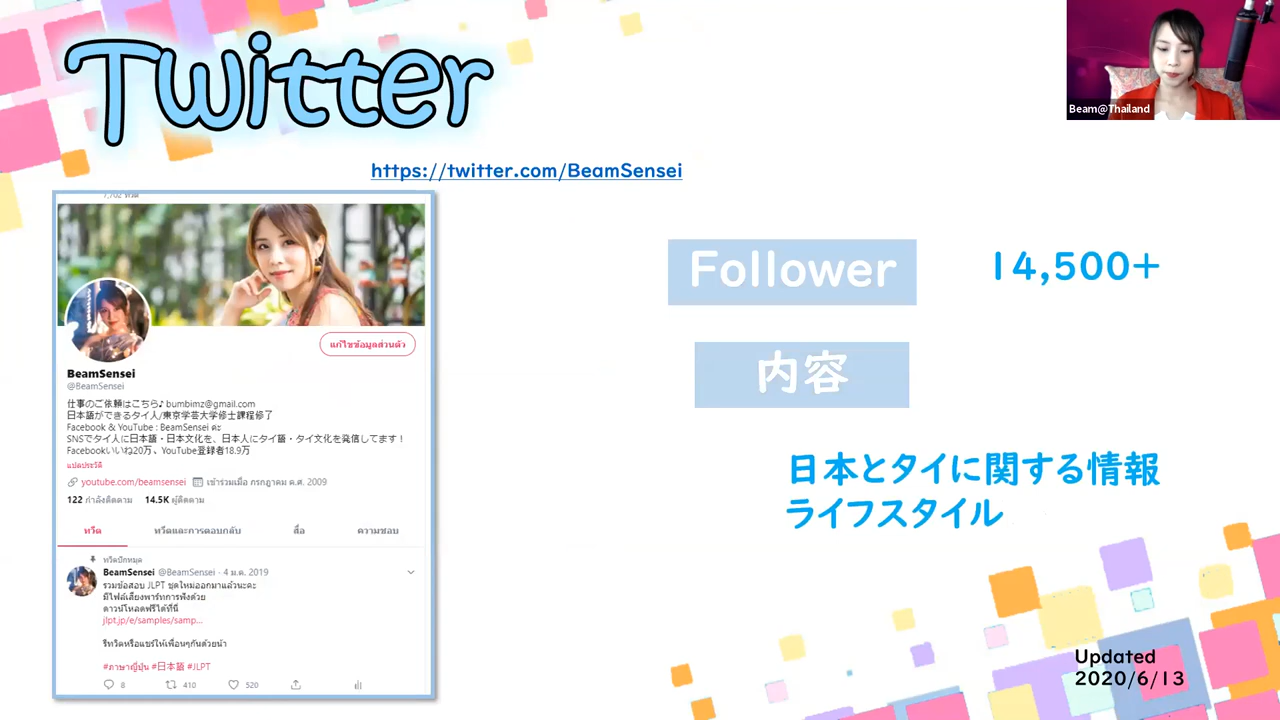 Twitter
Beam@Thailand
https://twitter.com/BeamSensei
7,702 ทวีต
แก้ไขข้อมูลส่วนตัว
BeamSensei
@BeamSensei
仕事のご依頼はこちら♪ bumbimz@gmail.com
日本語ができるタイ人/東京学芸大学修士課程修了
Facebook & YouTube : BeamSensei ค่ะ
SNSでタイ人に日本語・日本文化を、日本人にタイ語・タイ文化を発信してます！
Facebookいいね20万、YouTube登録者18.9万
แปลประวัติ
youtube.com/beamsensei เข้าร่วมเมื่อ กรกฎาคม ค.ศ. 2009
122 กำลังติดตาม 14.5K ผู้ติดตาม
ทวีต ทวีตและการตอบกลับ สื่อ ความชอบ
ทวีตปักหมุด
BeamSensei @BeamSensei · 4 ม.ค. 2019
รวมข้อสอบ JLPT ชุดใหม่ออกมาแล้วนะคะ
มีไฟล์เสียงพาร์ทการฟังด้วย
ดาวน์โหลดฟรีได้ที่นี่
jlpt.jp/e/samples/samp...
รีทวีตหรือแชร์ให้เพื่อนๆกันด้วยน้า
#ภาษาญี่ปุ่น #日本語 #JLPT
8 410 520
Follower 14,500+
内容
日本とタイに関する情報
ライフスタイル
Updated
2020/6/13